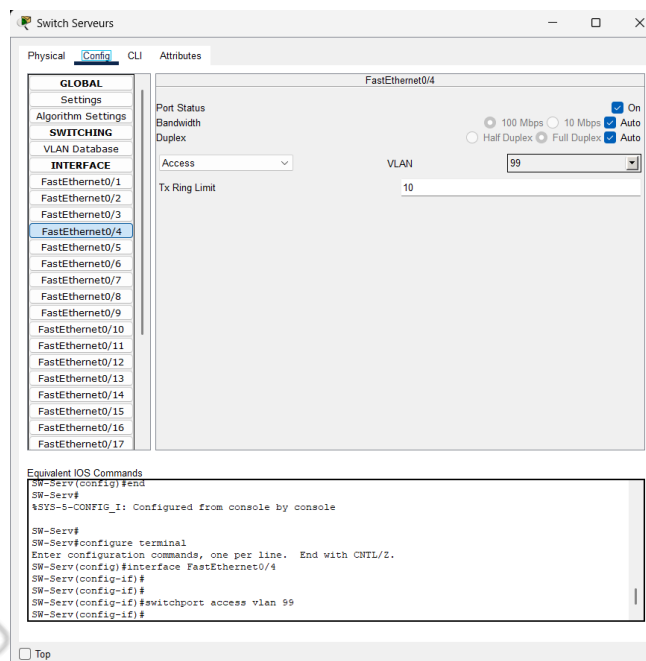 Switch Serveurs
Physical Config CLI Attributes
GLOBAL
Settings
Algorithm Settings
SWITCHING
VLAN Database
INTERFACE
FastEthernet0/1
FastEthernet0/2
FastEthernet0/3
FastEthernet0/4
FastEthernet0/5
FastEthernet0/6
FastEthernet0/7
FastEthernet0/8
FastEthernet0/9
FastEthernet0/10
FastEthernet0/11
FastEthernet0/12
FastEthernet0/13
FastEthernet0/14
FastEthernet0/15
FastEthernet0/16
FastEthernet0/17
FastEthernet0/4
Port Status On
Bandwidth 100 Mbps 10 Mbps Auto
Duplex Half Duplex Full Duplex Auto
Access VLAN 99
Tx Ring Limit 10
Equivalent IOS Commands
SW-Serv(config)#end
SW-Serv#
%SYS-5-CONFIG_I: Configured from console by console
SW-Serv#
SW-Serv#configure terminal
Enter configuration commands, one per line. End with CNTL/Z.
SW-Serv(config)#interface FastEthernet0/4
SW-Serv(config-if)#
SW-Serv(config-if)#
SW-Serv(config-if)#switchport access vlan 99
SW-Serv(config-if)#
Top